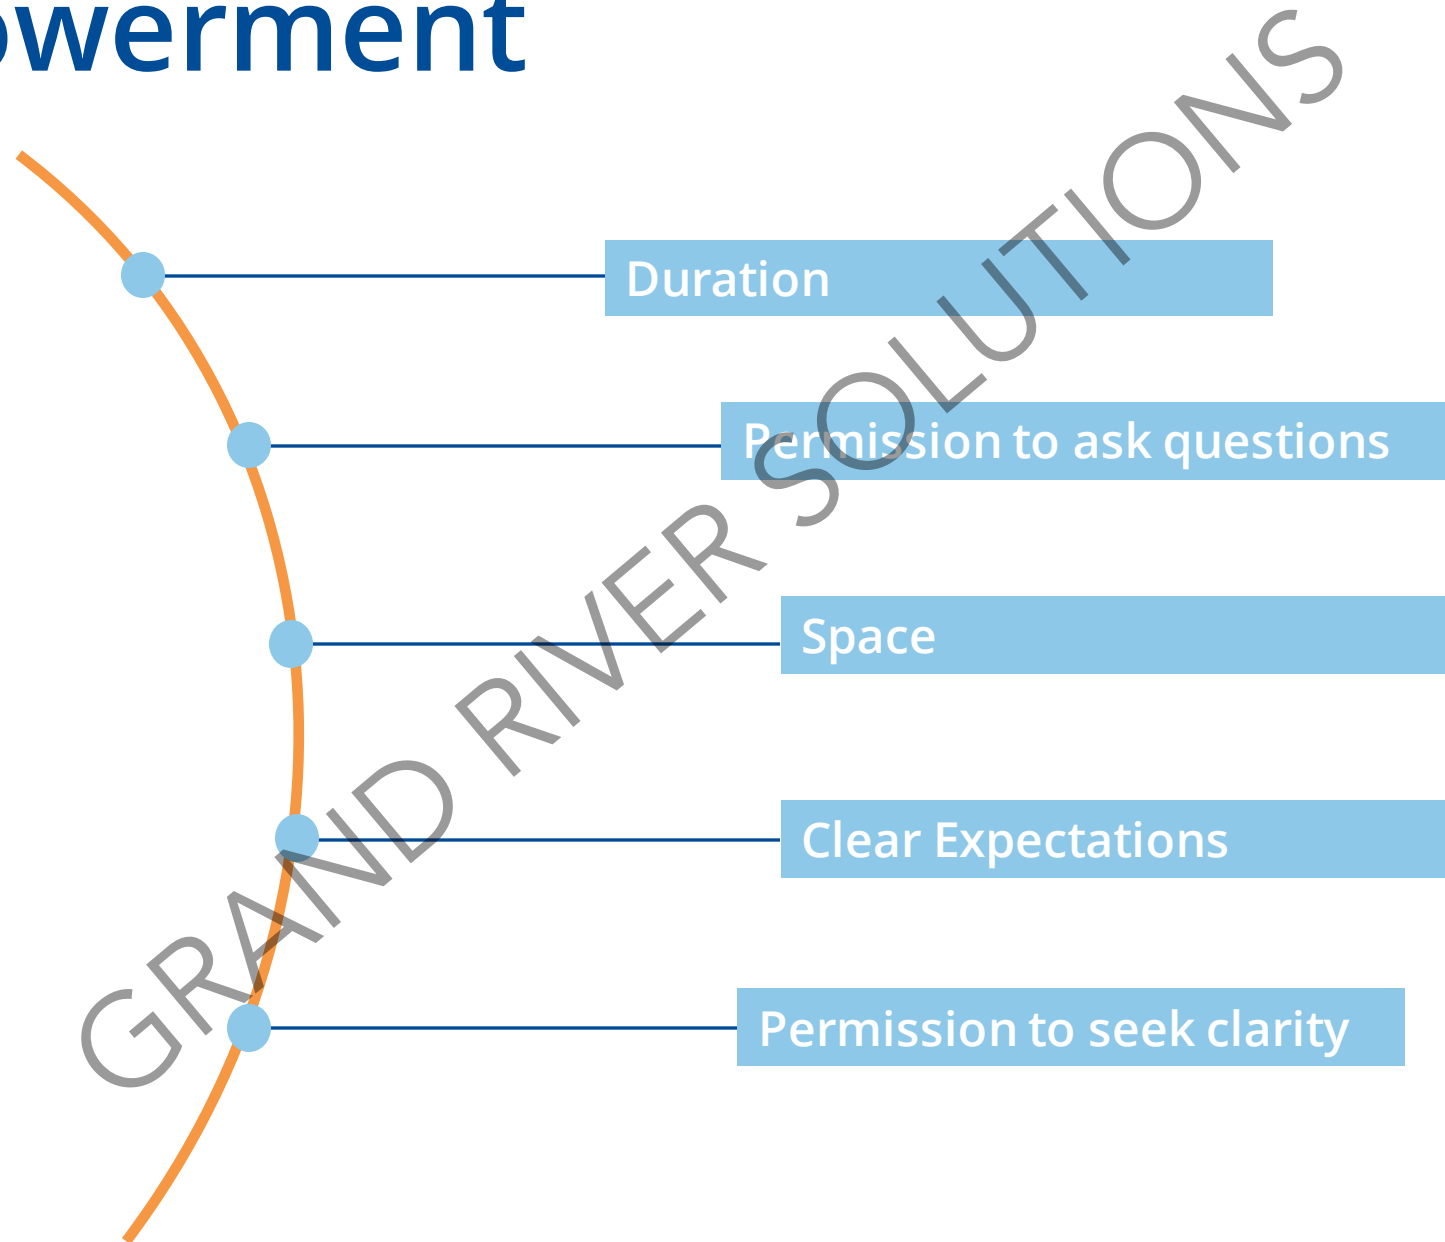 owerment
Duration
Permission to ask questions
Space
Clear Expectations
Permission to seek clarity
GRAND RIVER SOLUTIONS